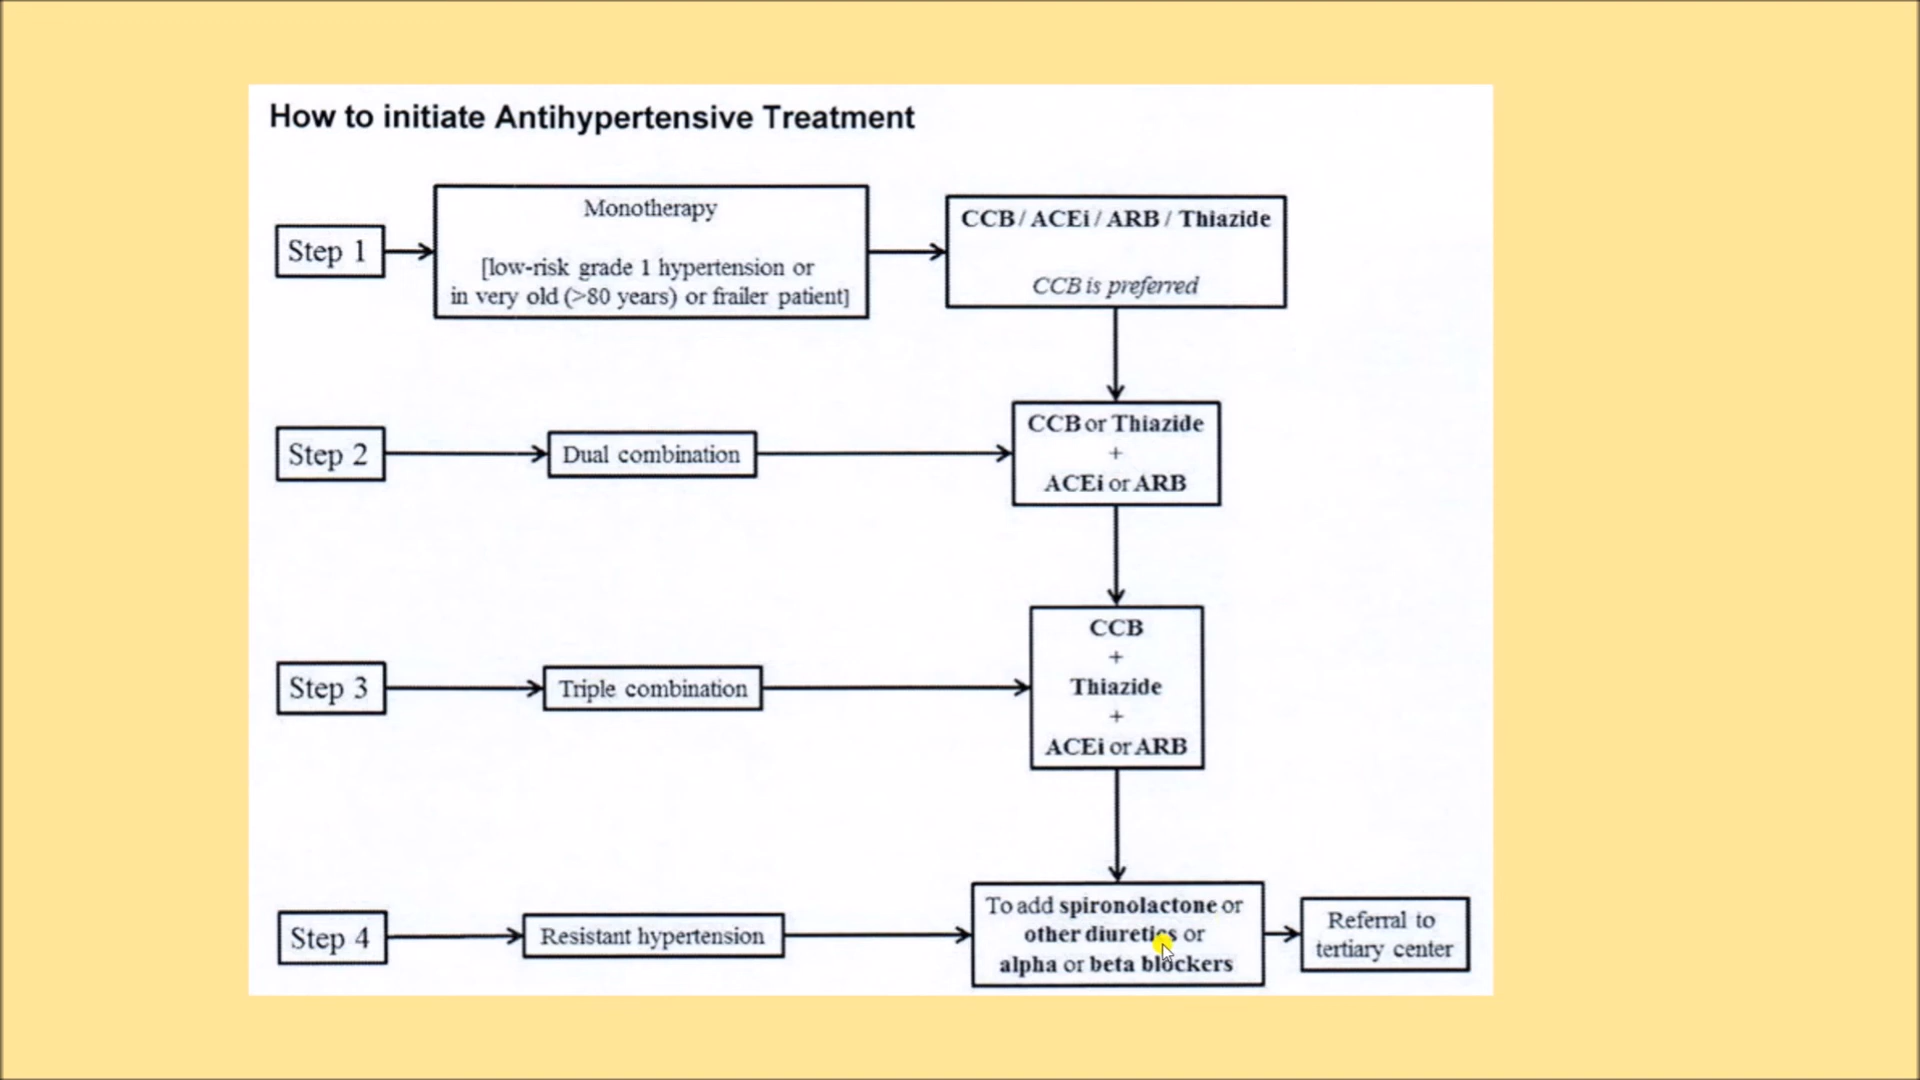 How to initiate Antihypertensive Treatment
Step 1
Monotherapy
[low-risk grade 1 hypertension or
in very old (>80 years) or frailer patient]
CCB / ACEi / ARB / Thiazide
CCB is preferred
Step 2
Dual combination
CCB or Thiazide
+
ACEi or ARB
Step 3
Triple combination
CCB
+
Thiazide
+
ACEi or ARB
Step 4
Resistant hypertension
To add spironolactone or
other diuretics or
alpha or beta blockers
Referral to
tertiary center